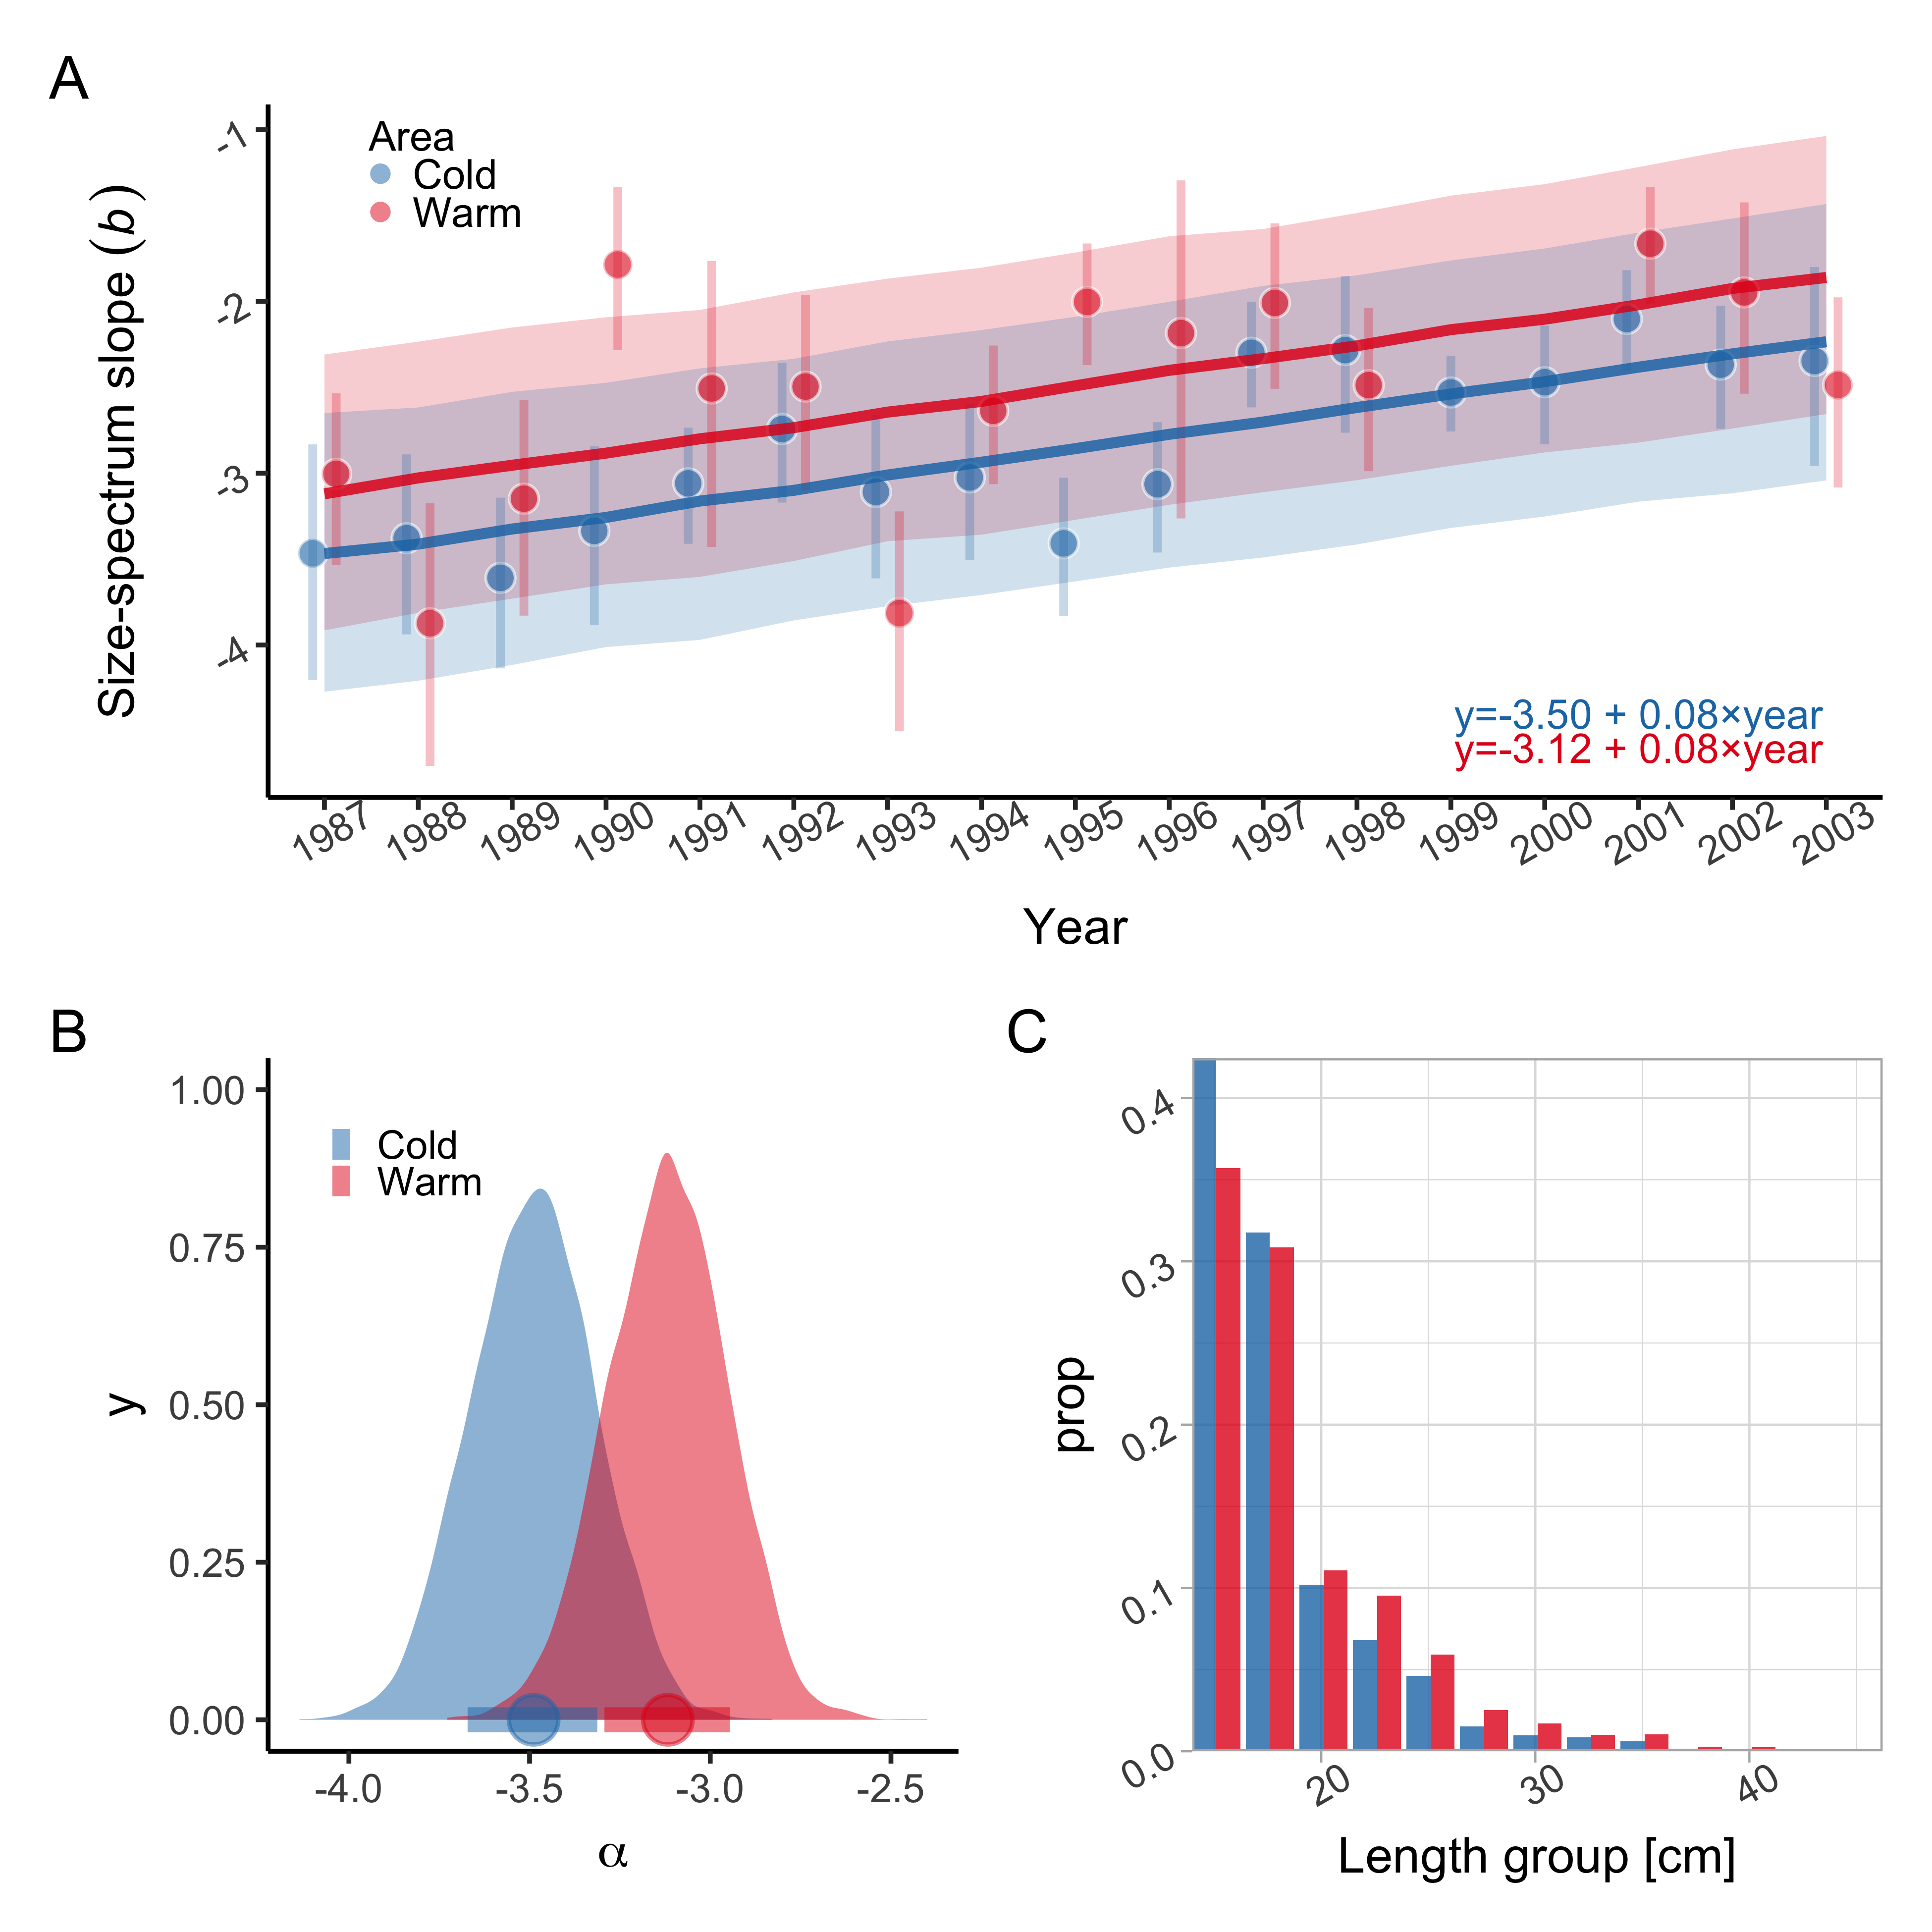 A
Size-spectrum slope (b)
-1
-2
-3
-4
Area
Cold
Warm
y=-3.50 + 0.08×year
y=-3.12 + 0.08×year
1987 1988 1989 1990 1991 1992 1993 1994 1995 1996 1997 1998 1999 2000 2001 2002 2003
Year
B
y
1.00
0.75
0.50
0.25
0.00
Cold
Warm
-4.0 -3.5 -3.0 -2.5
α
C
prop
0.4
0.3
0.2
0.1
0.0
20 30 40
Length group [cm]